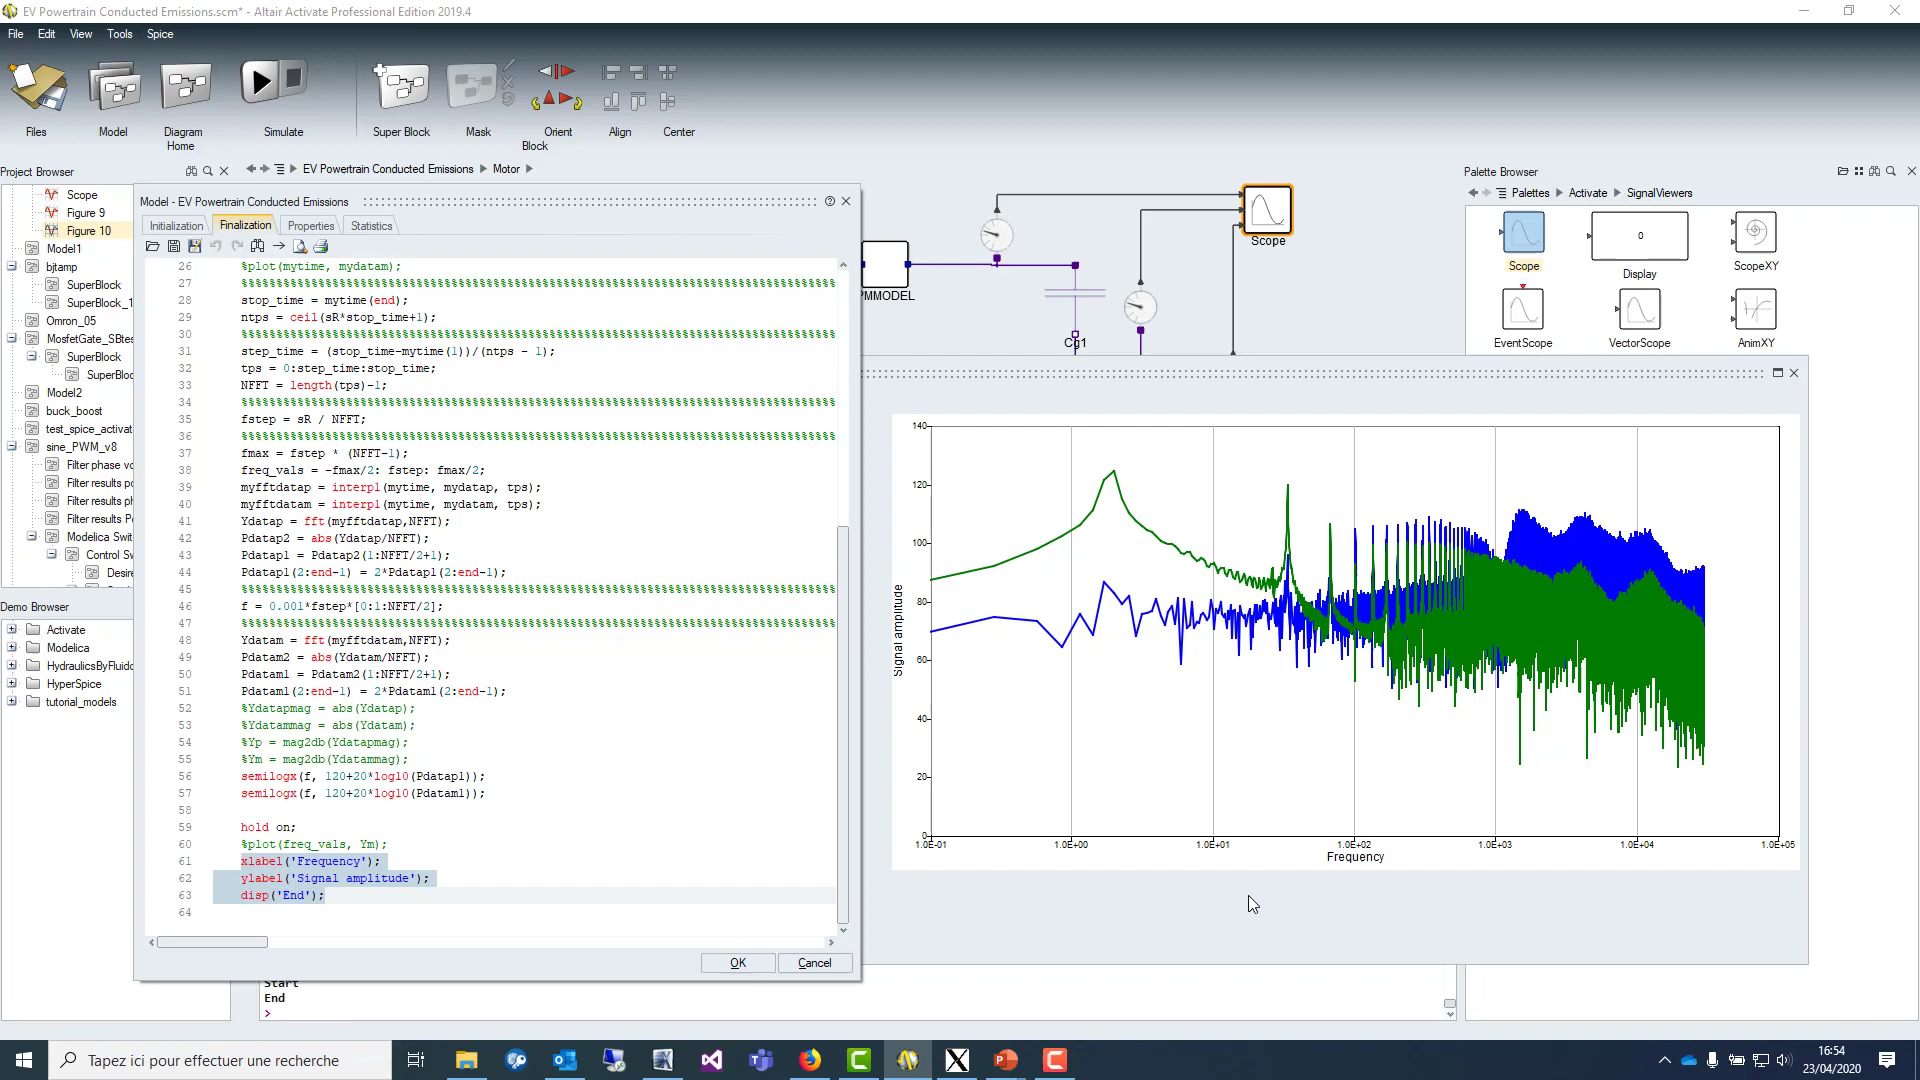 EV Powertrain Conducted Emissions.scm* - Altair Activate Professional Edition 2019.4
File Edit View Tools Spice
Files Model Diagram Simulate Super Block Mask Orient Align Center
Home Block
Project Browser
EV Powertrain Conducted Emissions Motor
Palette Browser
Palettes Activate SignalViewers
Scope
Figure 9
Figure 10
Model1
bjtamp
SuperBlock
SuperBlock_1
Omron_05
MosfetGate_SBtes
SuperBlock
SuperBloc
Model2
buck_boost
test_spice_activat
sine_PWM_v8
Filter phase vo
Filter results po
Filter results ph
Filter results Po
Modelica Swit
Control Sw
Desire
Demo Browser
Activate
Modelica
HydraulicsByFluidc
HyperSpice
tutorial_models
Model - EV Powertrain Conducted Emissions
Initialization Finalization Properties Statistics
26 %plot(mytime, mydatam);
27 %%%%%%%%%%%%%%%%%%%%%%%%%%%%%%%%%%%%%%%%%%%%%%%%%%%%%%%%%%%%%%%%%%%%%%%
28 stop_time = mytime(end);
29 ntps = ceil(sR*stop_time+1);
30 %%%%%%%%%%%%%%%%%%%%%%%%%%%%%%%%%%%%%%%%%%%%%%%%%%%%%%%%%%%%%%%%%%%%%%%
31 step_time = (stop_time-mytime(1))/(ntps - 1);
32 tps = 0:step_time:stop_time;
33 NFFT = length(tps)-1;
34 %%%%%%%%%%%%%%%%%%%%%%%%%%%%%%%%%%%%%%%%%%%%%%%%%%%%%%%%%%%%%%%%%%%%%%%
35 fstep = sR / NFFT;
36 %%%%%%%%%%%%%%%%%%%%%%%%%%%%%%%%%%%%%%%%%%%%%%%%%%%%%%%%%%%%%%%%%%%%%%%
37 fmax = fstep * (NFFT-1);
38 freq_vals = -fmax/2: fstep: fmax/2;
39 myfftdatap = interp1(mytime, mydatap, tps);
40 myfftdatam = interp1(mytime, mydatam, tps);
41 Ydatap = fft(myfftdatap,NFFT);
42 Pdatap2 = abs(Ydatap/NFFT);
43 Pdatap1 = Pdatap2(1:NFFT/2+1);
44 Pdatap1(2:end-1) = 2*Pdatap1(2:end-1);
45 %%%%%%%%%%%%%%%%%%%%%%%%%%%%%%%%%%%%%%%%%%%%%%%%%%%%%%%%%%%%%%%%%%%%%%%
46 f = 0.001*fstep*[0:1:NFFT/2];
47 %%%%%%%%%%%%%%%%%%%%%%%%%%%%%%%%%%%%%%%%%%%%%%%%%%%%%%%%%%%%%%%%%%%%%%%
48 Ydatam = fft(myfftdatam,NFFT);
49 Pdatam2 = abs(Ydatam/NFFT);
50 Pdatam1 = Pdatam2(1:NFFT/2+1);
51 Pdatam1(2:end-1) = 2*Pdatam1(2:end-1);
52 %Ydatapmag = abs(Ydatap);
53 %Ydatammag = abs(Ydatam);
54 %Yp = mag2db(Ydatapmag);
55 %Ym = mag2db(Ydatammag);
56 semilogx(f, 120+20*log10(Pdatap1));
57 semilogx(f, 120+20*log10(Pdatam1));
58
59 hold on;
60 %plot(freq_vals, Ym);
61 xlabel('Frequency');
62 ylabel('Signal amplitude');
63 disp('End');
64
OK Cancel
Start
End
>
PMMODEL
Cg1
Scope
Scope Display ScopeXY
0
EventScope VectorScope AnimXY
140
120
100
80
60
40
20
0
Signal amplitude
1.0E-01 1.0E+00 1.0E+01 1.0E+02 1.0E+03 1.0E+04 1.0E+05
Frequency
Tapez ici pour effectuer une recherche
16:54
23/04/2020